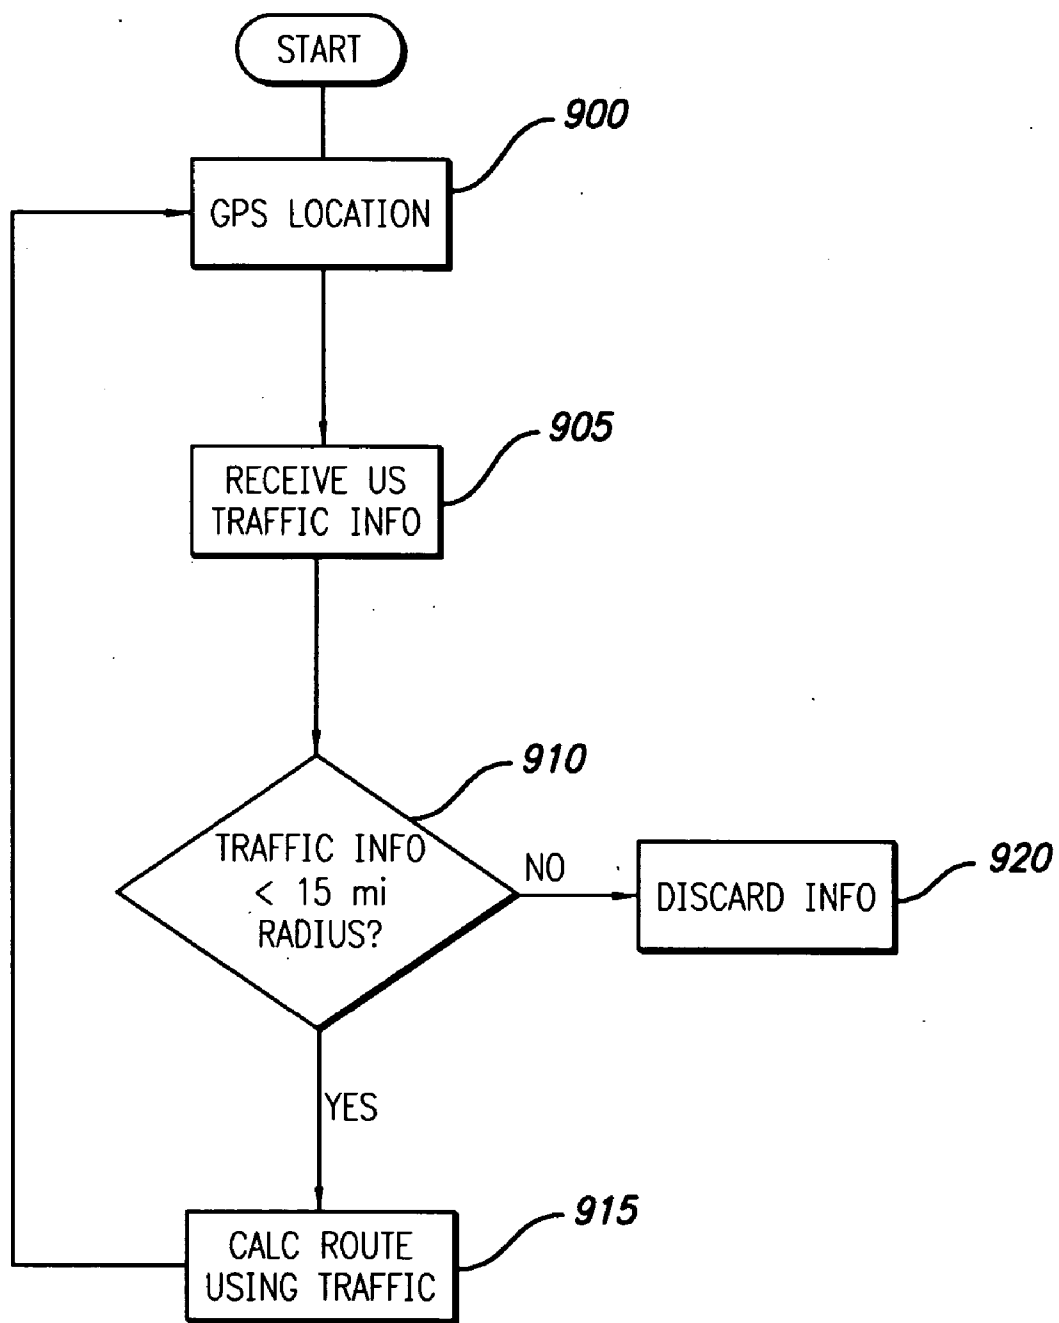 START
900
GPS LOCATION
905
RECEIVE US
TRAFFIC INFO
910
TRAFFIC INFO
< 15 mi
RADIUS?
NO
920
DISCARD INFO
YES
915
CALC ROUTE
USING TRAFFIC